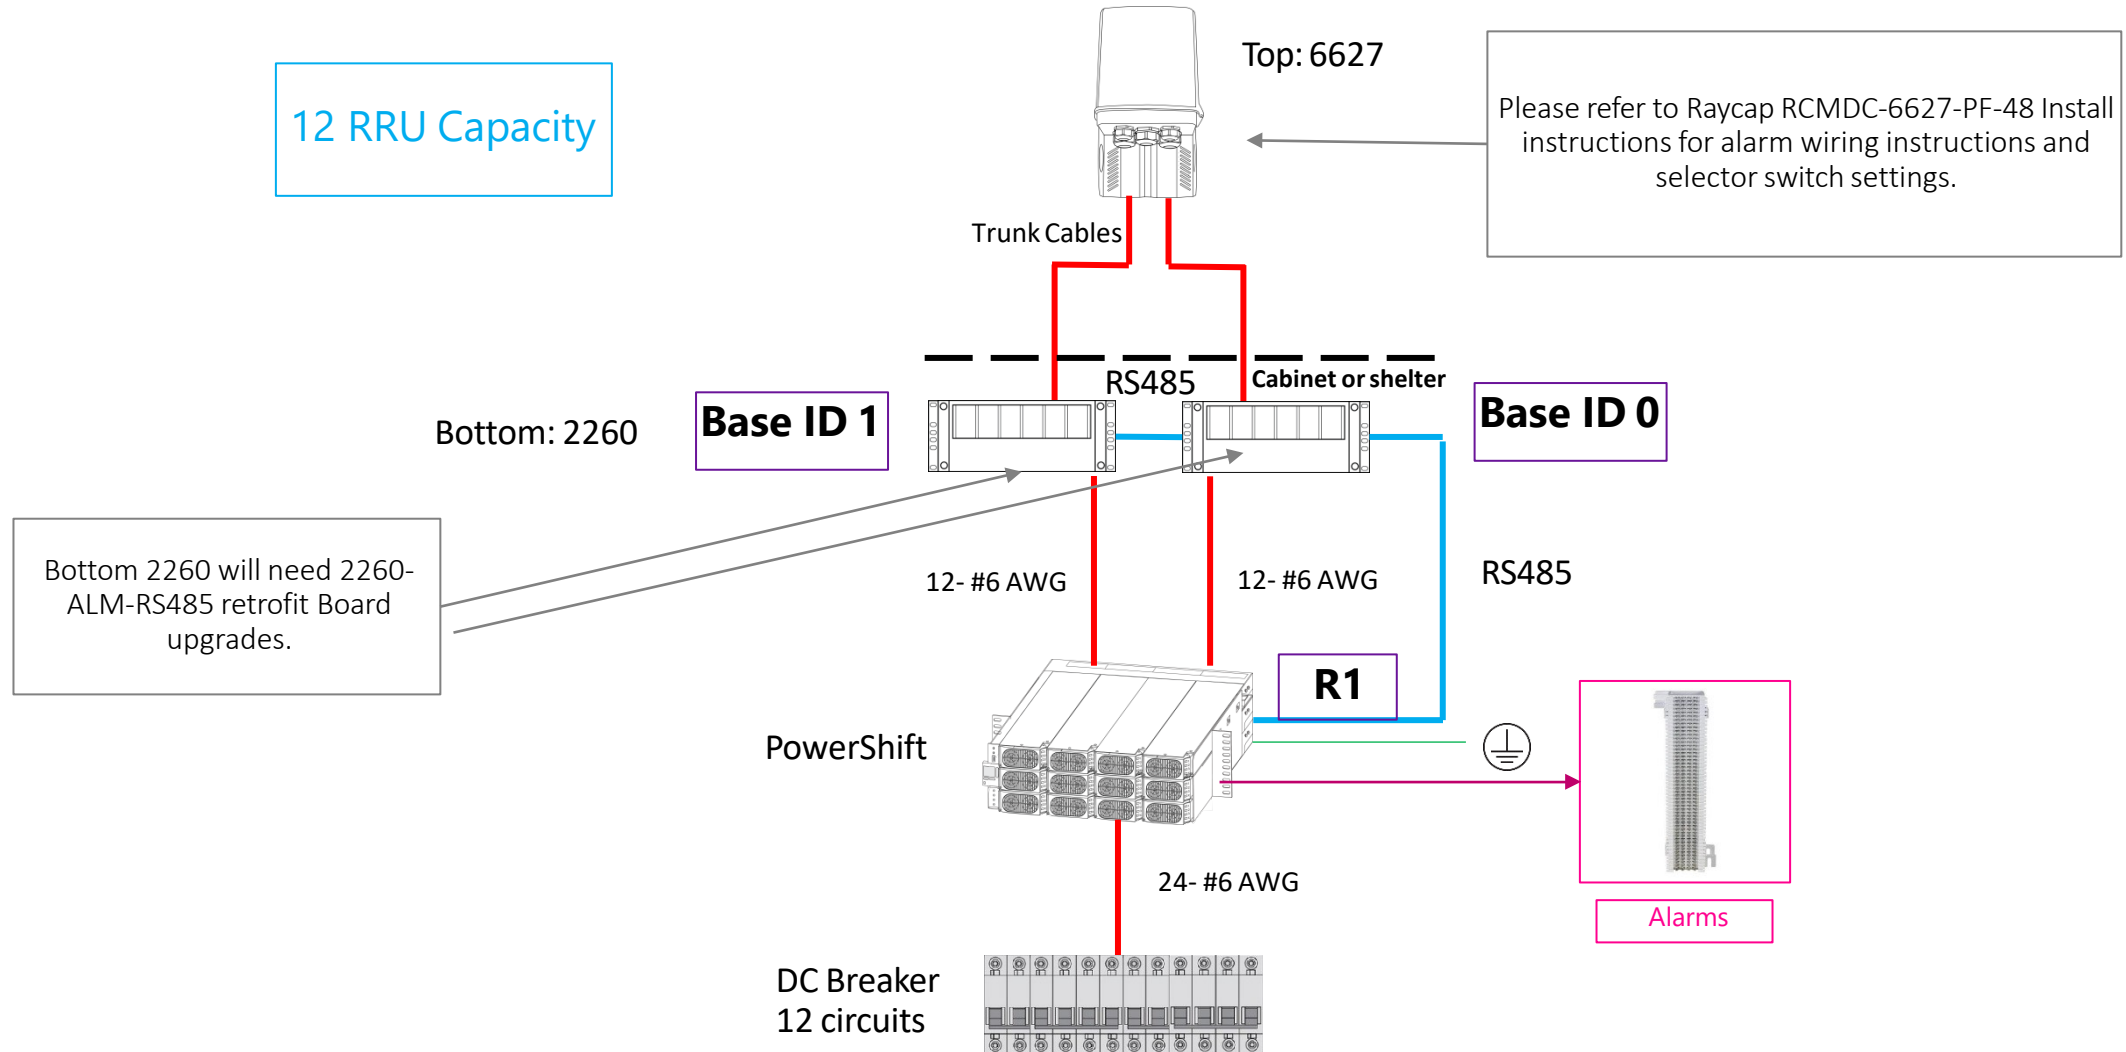 Top: 6627
12 RRU Capacity
Please refer to Raycap RCMDC-6627-PF-48 Install
instructions for alarm wiring instructions and
selector switch settings.
Trunk Cables
RS485
Cabinet or shelter
Bottom: 2260
Base ID 1
Base ID 0
Bottom 2260 will need 2260-
ALM-RS485 retrofit Board
upgrades.
12- #6 AWG
12- #6 AWG
RS485
R1
PowerShift
24- #6 AWG
Alarms
DC Breaker
12 circuits